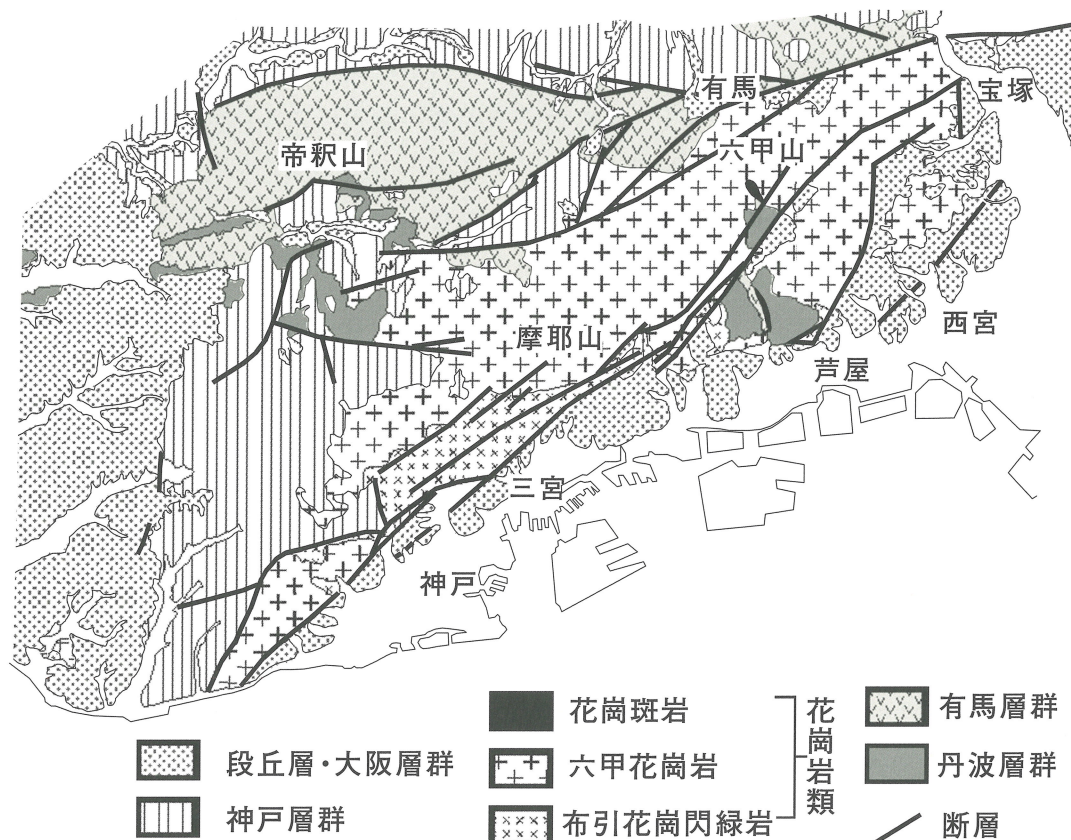 有馬
宝塚
帝釈山
六甲山
摩耶山
西宮
芦屋
三宮
神戸
花崗斑岩
六甲花崗岩
布引花崗閃緑岩
花崗岩類
有馬層群
丹波層群
断層
段丘層・大阪層群
神戸層群